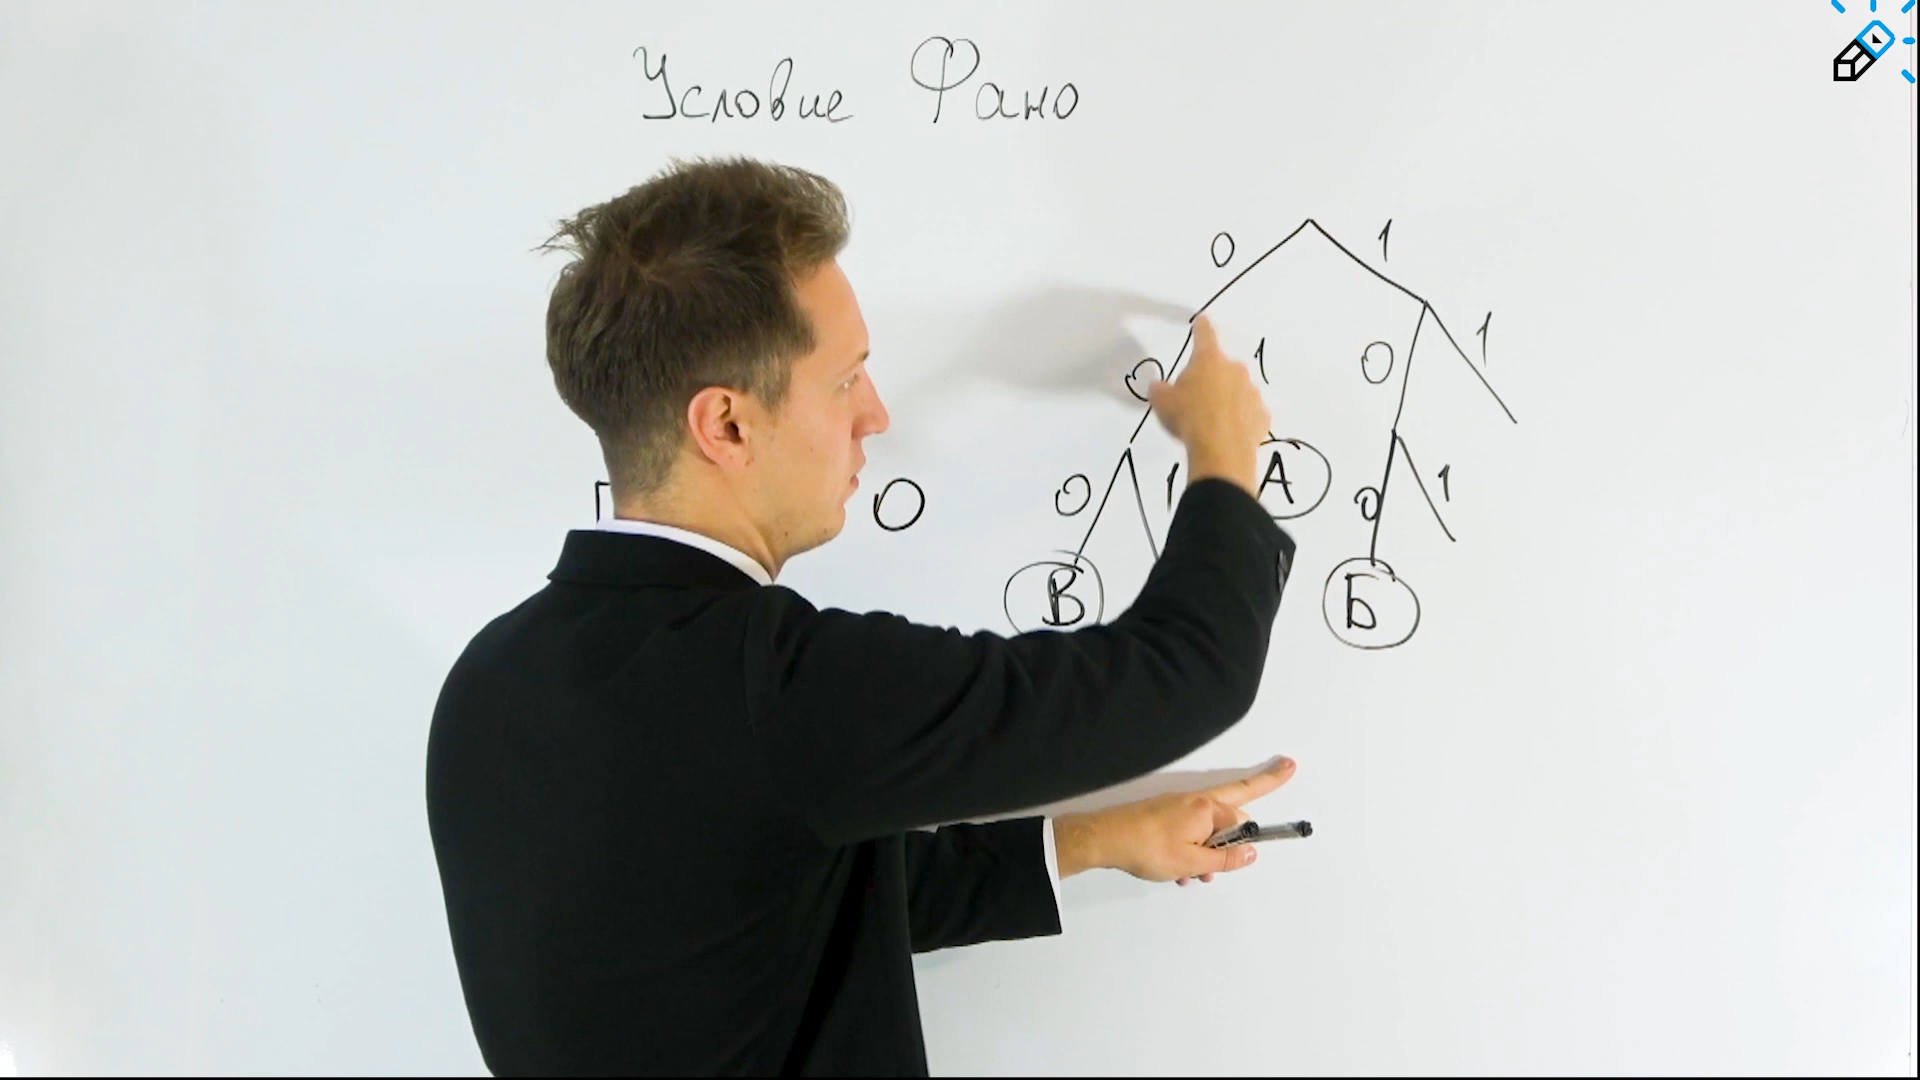 Условие Фано
0 1
0 1 0 1
0 1 А 0 1
О
В Б